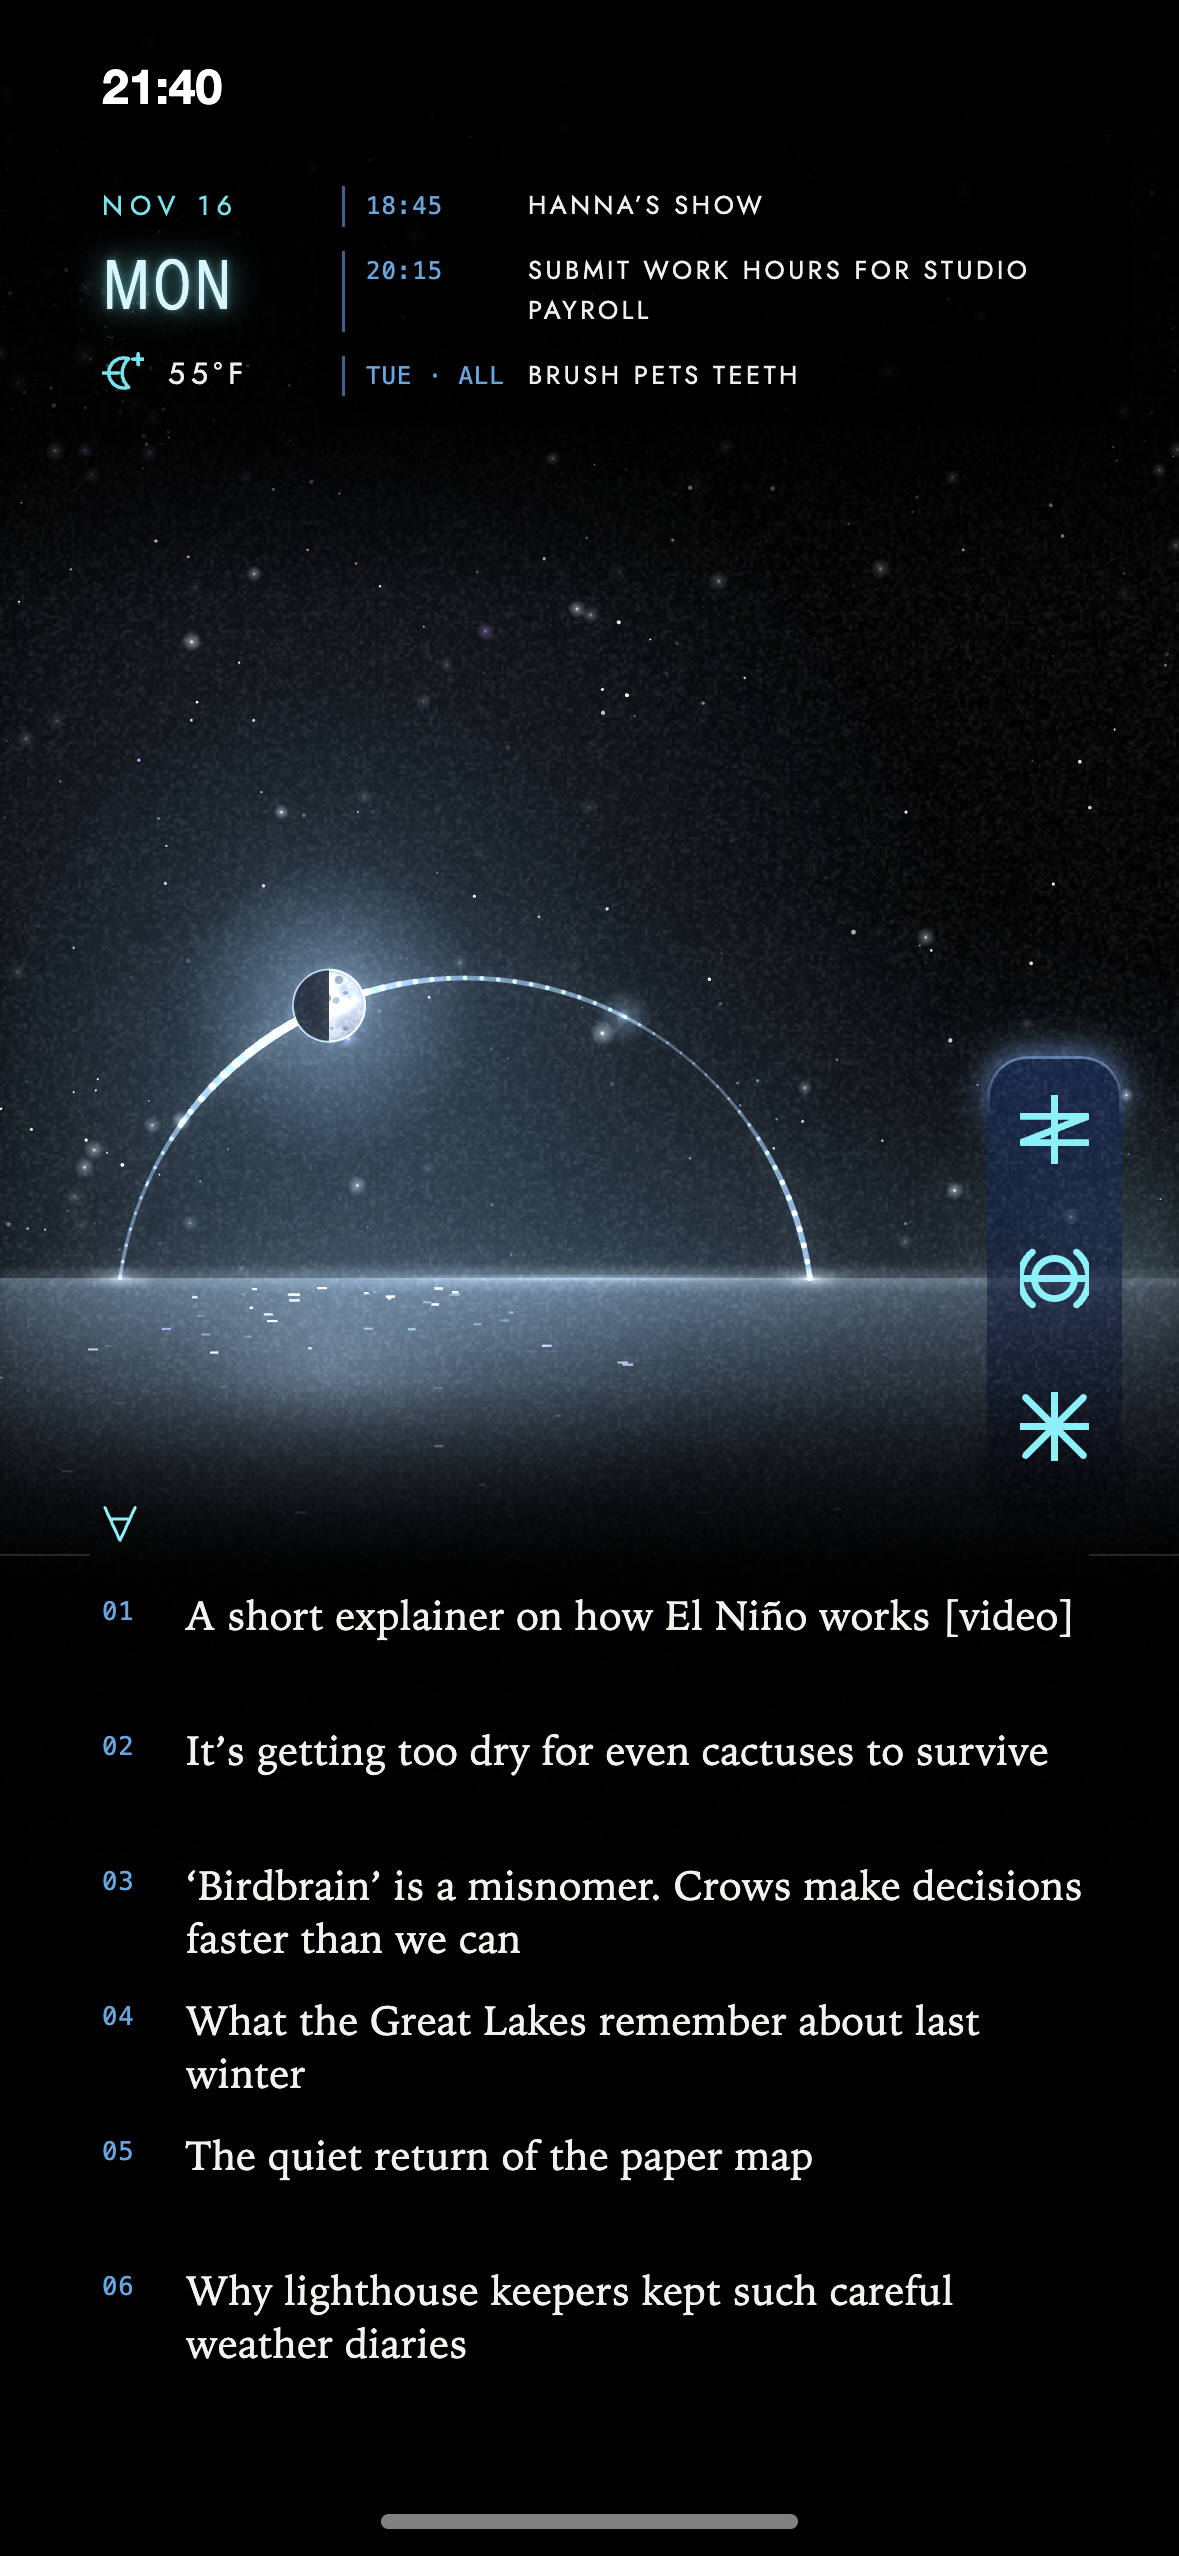 21:40
NOV 16
MON
55°F
18:45 HANNA’S SHOW
20:15 SUBMIT WORK HOURS FOR STUDIO
PAYROLL
TUE · ALL BRUSH PETS TEETH
∀
01 A short explainer on how El Niño works [video]
02 It’s getting too dry for even cactuses to survive
03 ‘Birdbrain’ is a misnomer. Crows make decisions
faster than we can
04 What the Great Lakes remember about last
winter
05 The quiet return of the paper map
06 Why lighthouse keepers kept such careful
weather diaries